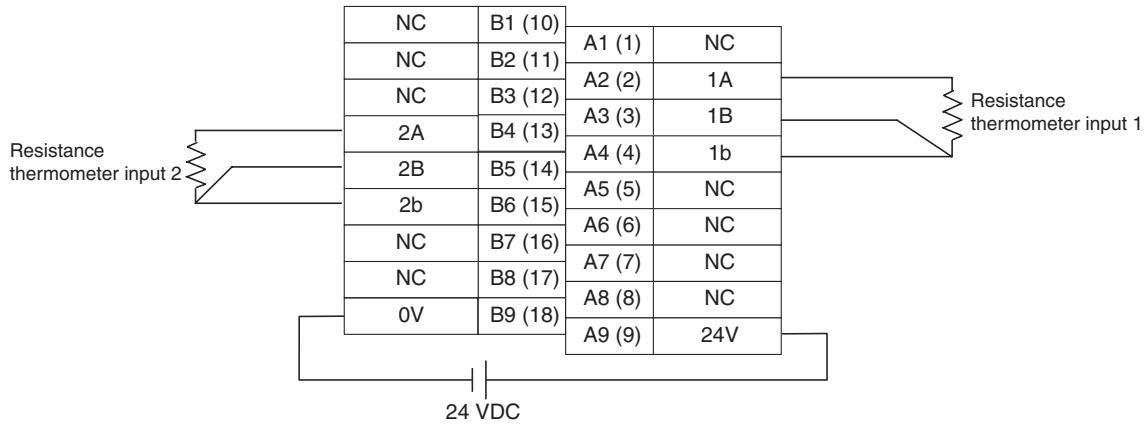 NC B1 (10)
NC B2 (11)
NC B3 (12)
2A B4 (13)
2B B5 (14)
2b B6 (15)
NC B7 (16)
NC B8 (17)
0V B9 (18)
A1 (1) NC
A2 (2) 1A
A3 (3) 1B
A4 (4) 1b
A5 (5) NC
A6 (6) NC
A7 (7) NC
A8 (8) NC
A9 (9) 24V
Resistance
thermometer input 2
Resistance
thermometer input 1
24 VDC